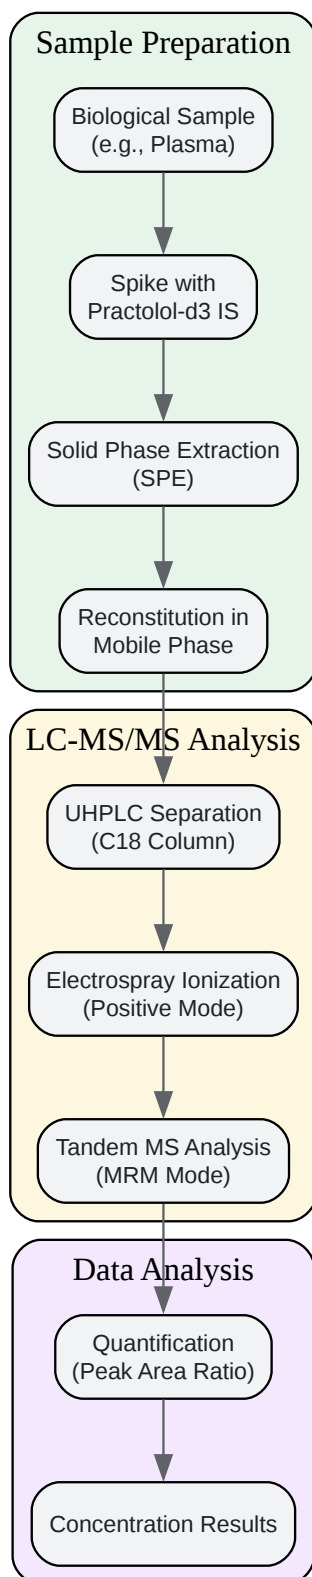 Sample Preparation
Biological Sample
(e.g., Plasma)
Spike with
Practolol-d3 IS
Solid Phase Extraction
(SPE)
Reconstitution in
Mobile Phase
LC-MS/MS Analysis
UHPLC Separation
(C18 Column)
Electrospray Ionization
(Positive Mode)
Tandem MS Analysis
(MRM Mode)
Data Analysis
Quantification
(Peak Area Ratio)
Concentration Results